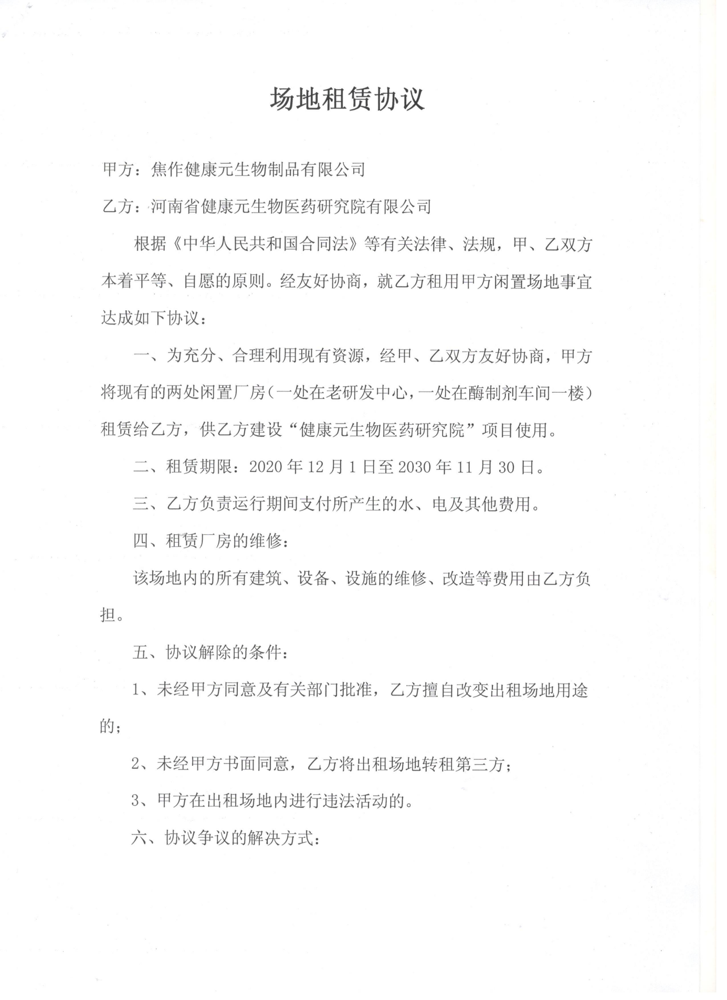 场地租赁协议
甲方：焦作健康元生物制品有限公司
乙方：河南省健康元生物医药研究院有限公司
根据《中华人民共和国合同法》等有关法律、法规，甲、乙双方
本着平等、自愿的原则。经友好协商，就乙方租用甲方闲置场地事宜
达成如下协议：
一、为充分、合理利用现有资源，经甲、乙双方友好协商，甲方
将现有的两处闲置厂房（一处在老研发中心，一处在酶制剂车间一楼）
租赁给乙方，供乙方建设“健康元生物医药研究院”项目使用。
二、租赁期限：2020 年 12 月 1 日至 2030 年 11 月 30 日。
三、乙方负责运行期间支付所产生的水、电及其他费用。
四、租赁厂房的维修：
该场地内的所有建筑、设备、设施的维修、改造等费用由乙方负
担。
五、协议解除的条件：
1、未经甲方同意及有关部门批准，乙方擅自改变出租场地用途
的；
2、未经甲方书面同意，乙方将出租场地转租第三方；
3、甲方在出租场地内进行违法活动的。
六、协议争议的解决方式：